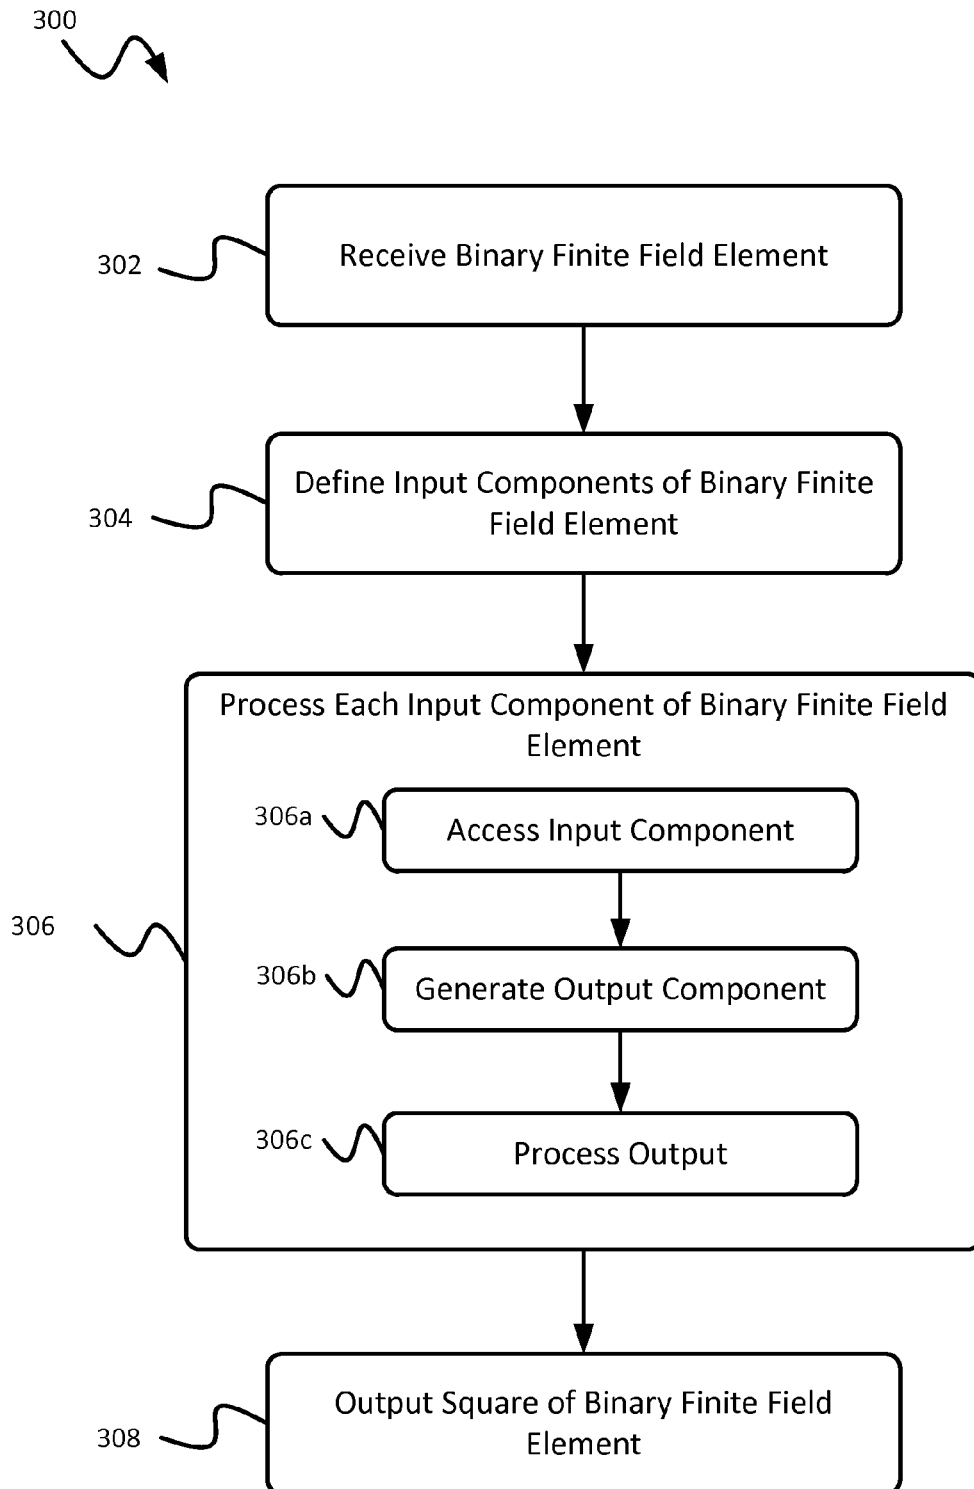 300
302
Receive Binary Finite Field Element
304
Define Input Components of Binary Finite
Field Element
306
Process Each Input Component of Binary Finite Field
Element
306a
Access Input Component
306b
Generate Output Component
306c
Process Output
308
Output Square of Binary Finite Field
Element